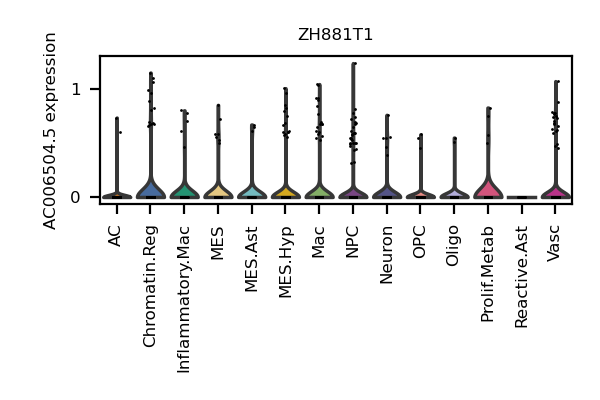 ZH881T1
AC006504.5 expression
1
0
AC
Chromatin.Reg
Inflammatory.Mac
MES
MES.Ast
MES.Hyp
Mac
NPC
Neuron
OPC
Oligo
Prolif.Metab
Reactive.Ast
Vasc